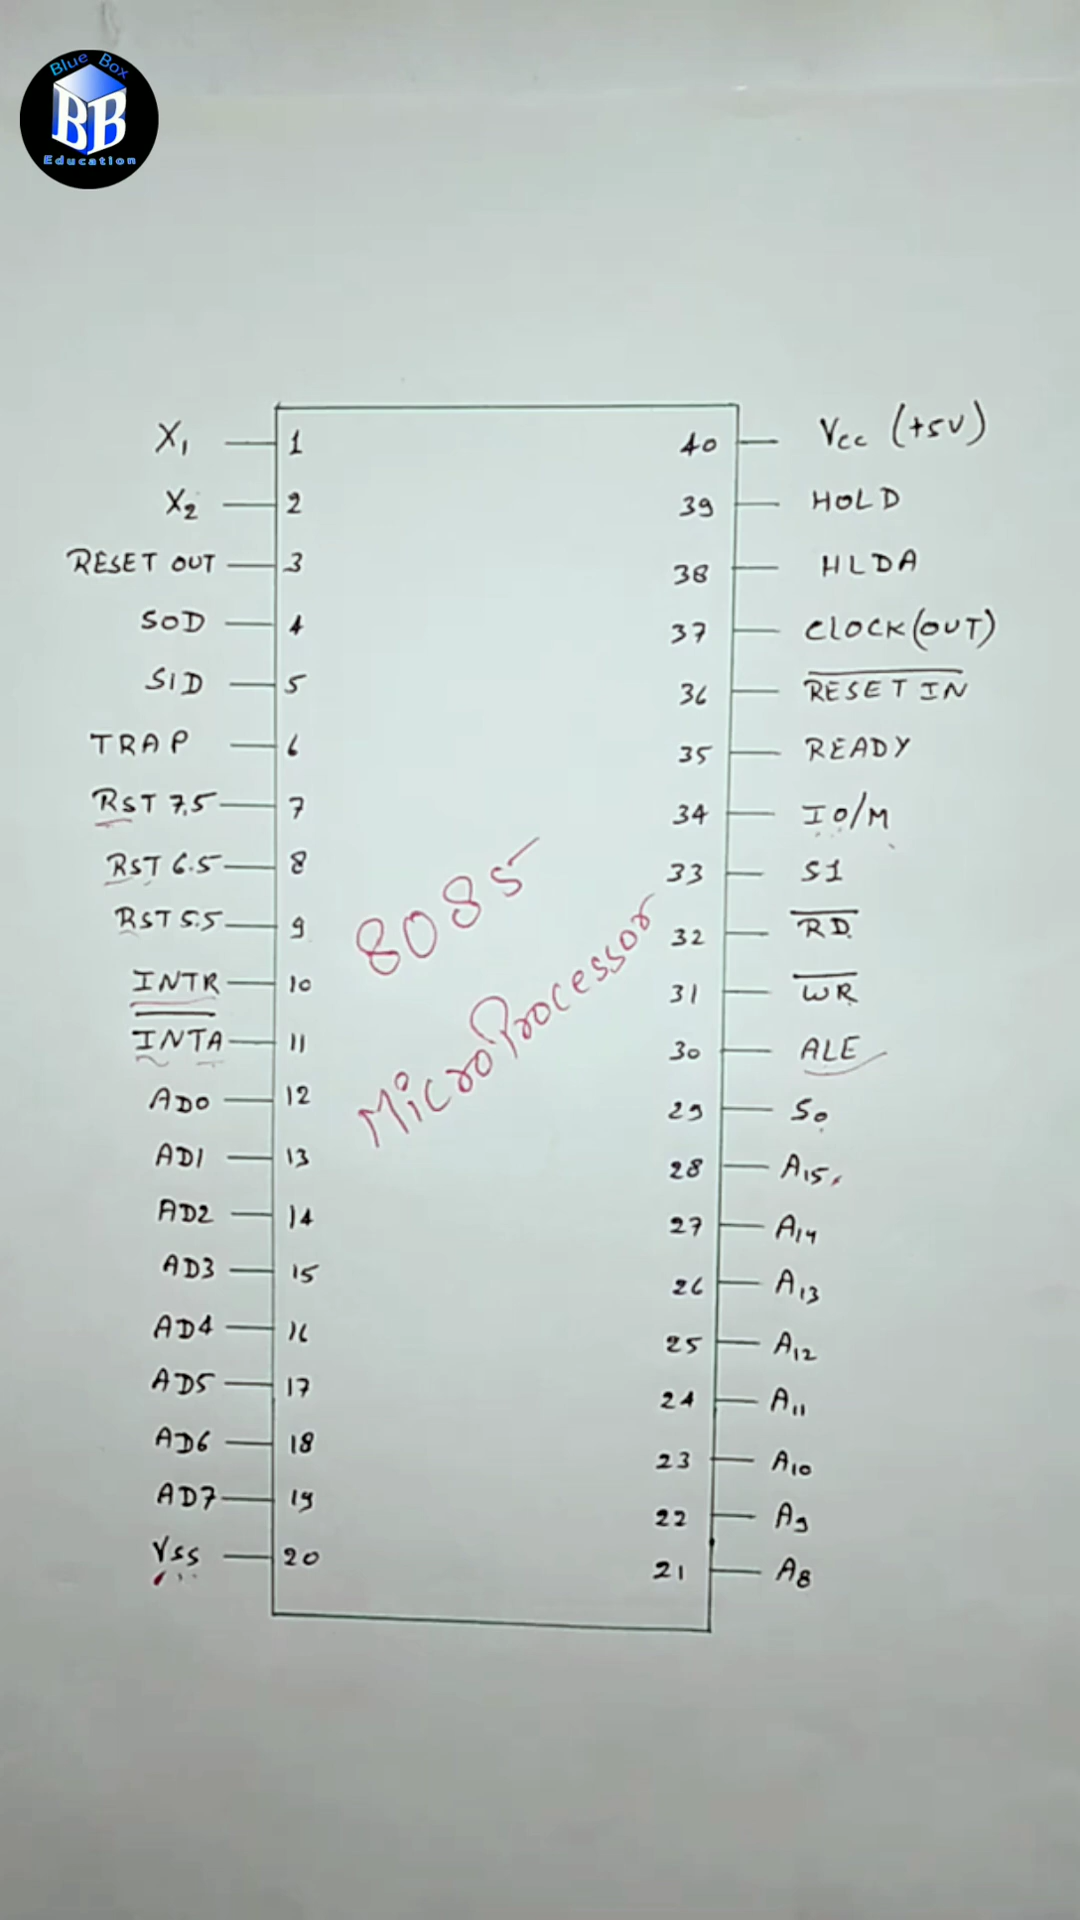 Blue Box
BB
Education
X1 1 40 Vcc (+5V)
X2 2 39 HOLD
RESET OUT 3 38 HLDA
SOD 4 37 CLOCK(OUT)
SID 5 36 RESET IN
TRAP 6 35 READY
RST 7.5 7 34 IO/M
RST 6.5 8 33 S1
RST 5.5 9 32 RD
INTR 10 31 WR
INTA 11 30 ALE
AD0 12 29 S0
AD1 13 28 A15
AD2 14 27 A14
AD3 15 26 A13
AD4 16 25 A12
AD5 17 24 A11
AD6 18 23 A10
AD7 19 22 A9
Vss 20 21 A8
8085
MicroProcessor